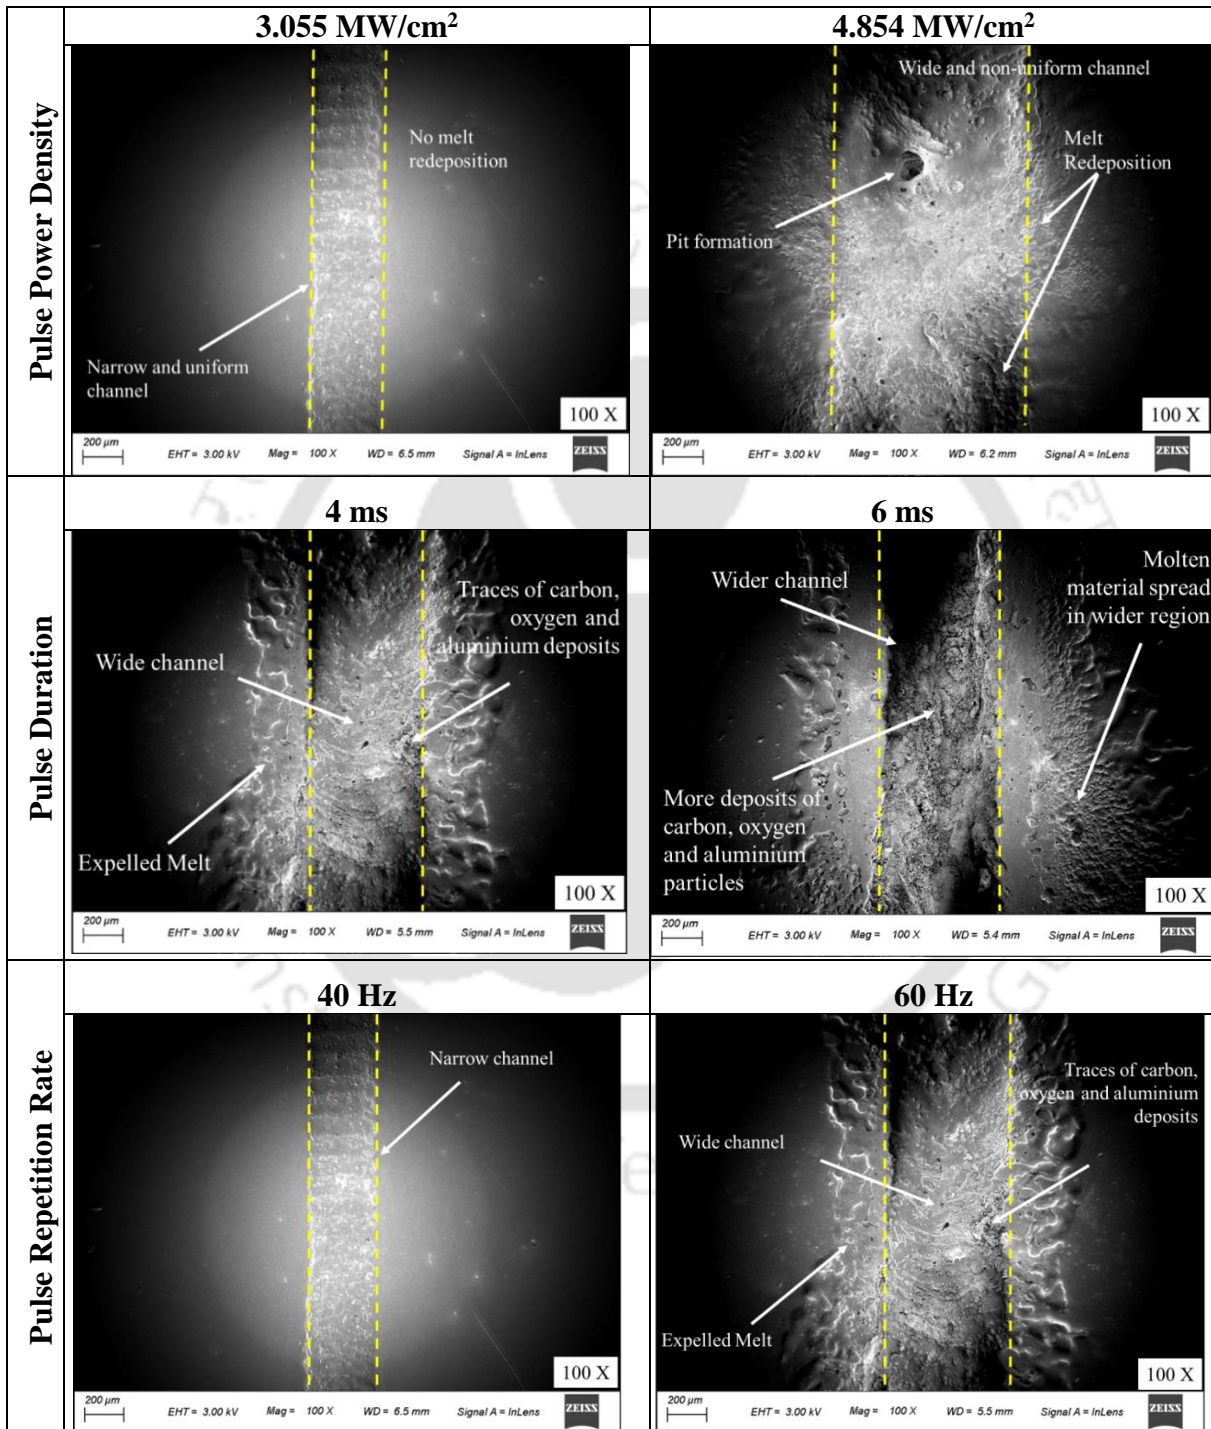 Pulse Power Density
3.055 MW/cm²
4.854 MW/cm²
No melt
redeposition
Narrow and uniform
channel
100 X
200 µm
EHT = 3.00 kV Mag = 100 X WD = 6.5 mm Signal A = InLens ZEISS
Wide and non-uniform channel
Melt
Redeposition
Pit formation
100 X
200 µm
EHT = 3.00 kV Mag = 100 X WD = 6.2 mm Signal A = InLens ZEISS
Pulse Duration
4 ms
6 ms
Traces of carbon,
oxygen and
aluminium deposits
Wide channel
Expelled Melt
100 X
200 µm
EHT = 3.00 kV Mag = 100 X WD = 5.5 mm Signal A = InLens ZEISS
Wider channel
Molten
material spread
in wider region
More deposits of
carbon, oxygen
and aluminium
particles
100 X
200 µm
EHT = 3.00 kV Mag = 100 X WD = 5.4 mm Signal A = InLens ZEISS
Pulse Repetition Rate
40 Hz
60 Hz
Narrow channel
100 X
200 µm
EHT = 3.00 kV Mag = 100 X WD = 6.5 mm Signal A = InLens ZEISS
Traces of carbon,
oxygen and aluminium
deposits
Wide channel
Expelled Melt
100 X
200 µm
EHT = 3.00 kV Mag = 100 X WD = 5.5 mm Signal A = InLens ZEISS